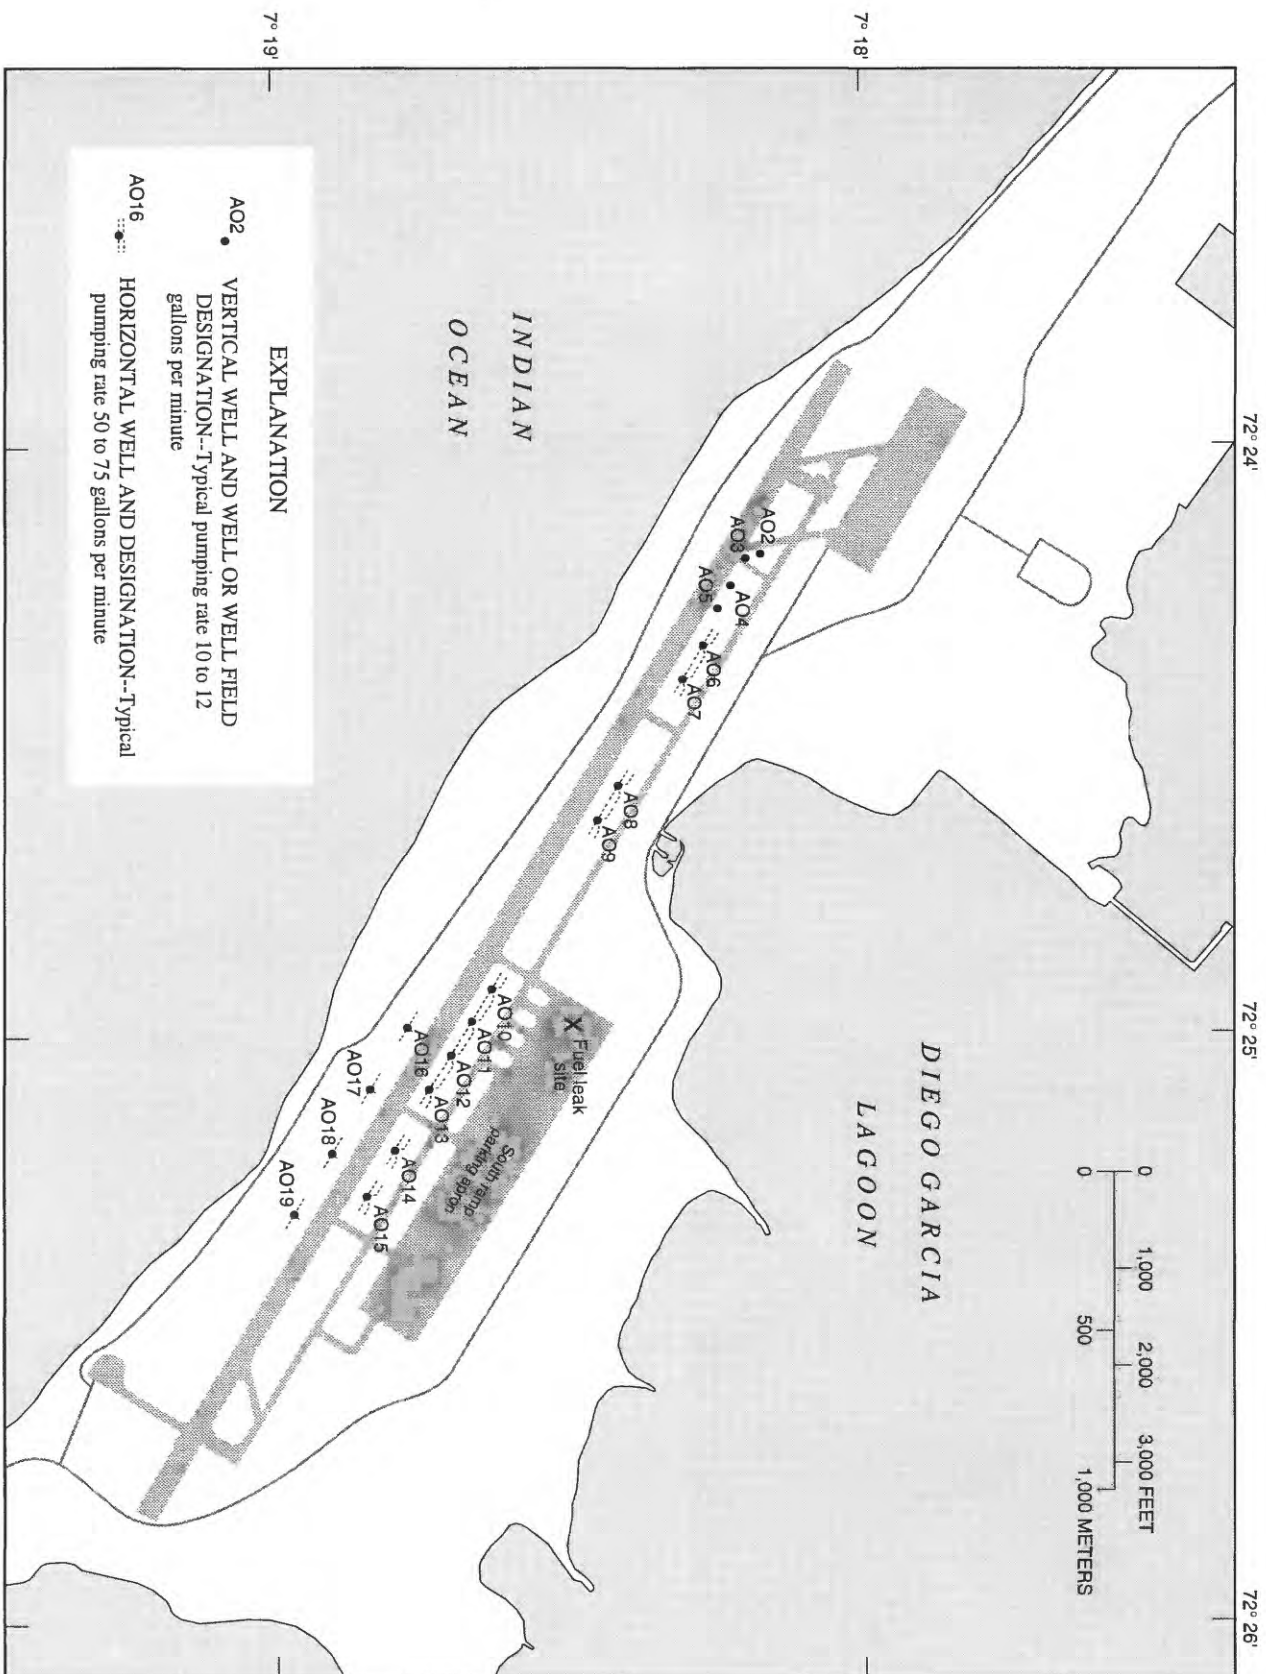 72° 24'
72° 25'
72° 26'
7° 18'
7° 19'
0 1,000 2,000 3,000 FEET
0 500 1,000 METERS
DIEGO GARCIA
LAGOON
INDIAN
OCEAN
AO2
AO3
AO4
AO5
AO6
AO7
AO8
AO9
AO10
AO11
AO12
AO13
AO14
AO15
AO16
AO17
AO18
AO19
X Fuel leak
site
South ramp
parking apron
EXPLANATION
AO2 VERTICAL WELL AND WELL OR WELL FIELD
DESIGNATION--Typical pumping rate 10 to 12
gallons per minute
AO16 HORIZONTAL WELL AND DESIGNATION--Typical
pumping rate 50 to 75 gallons per minute